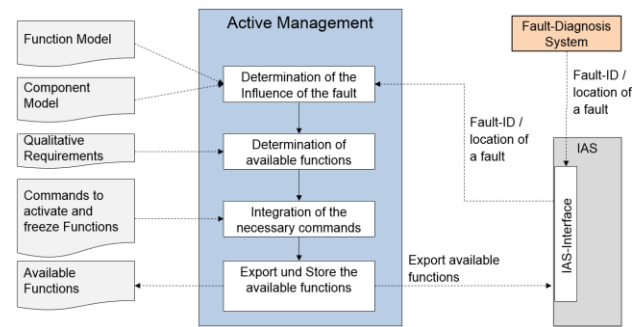 Function Model
Component
Model
Qualitative
Requirements
Commands to
activate and
freeze Functions
Available
Functions
Active Management
Determination of the
Influence of the fault
Determination of
available functions
Integration of the
necessary commands
Export und Store the
available functions
Fault-ID /
location of
a fault
Export available
functions
Fault-Diagnosis
System
Fault-ID /
location of
a fault
IAS
IAS-Interface